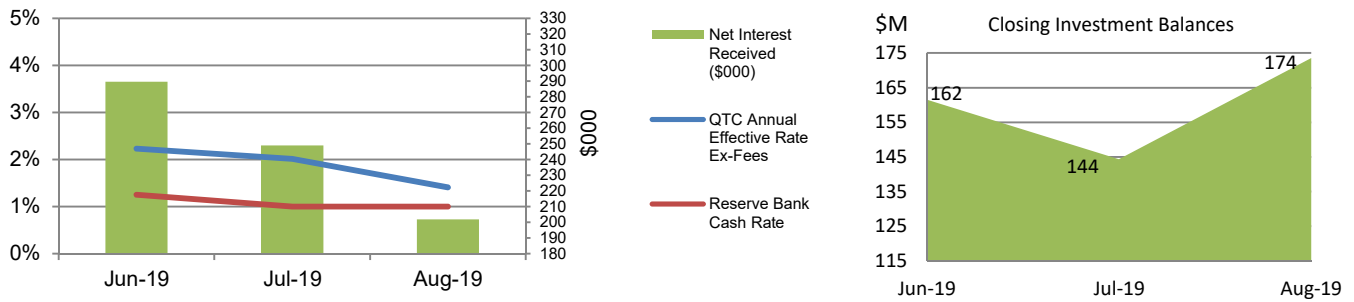 5%
4%
3%
2%
1%
0%
Jun-19
Jul-19
Aug-19
330
320
310
300
290
280
270
260
250
240
230
220
210
200
190
180
$000
Net Interest
Received
($000)
QTC Annual
Effective Rate
Ex-Fees
Reserve Bank
Cash Rate
$M
Closing Investment Balances
175
165
155
145
135
125
115
162
144
174
Jun-19
Jul-19
Aug-19